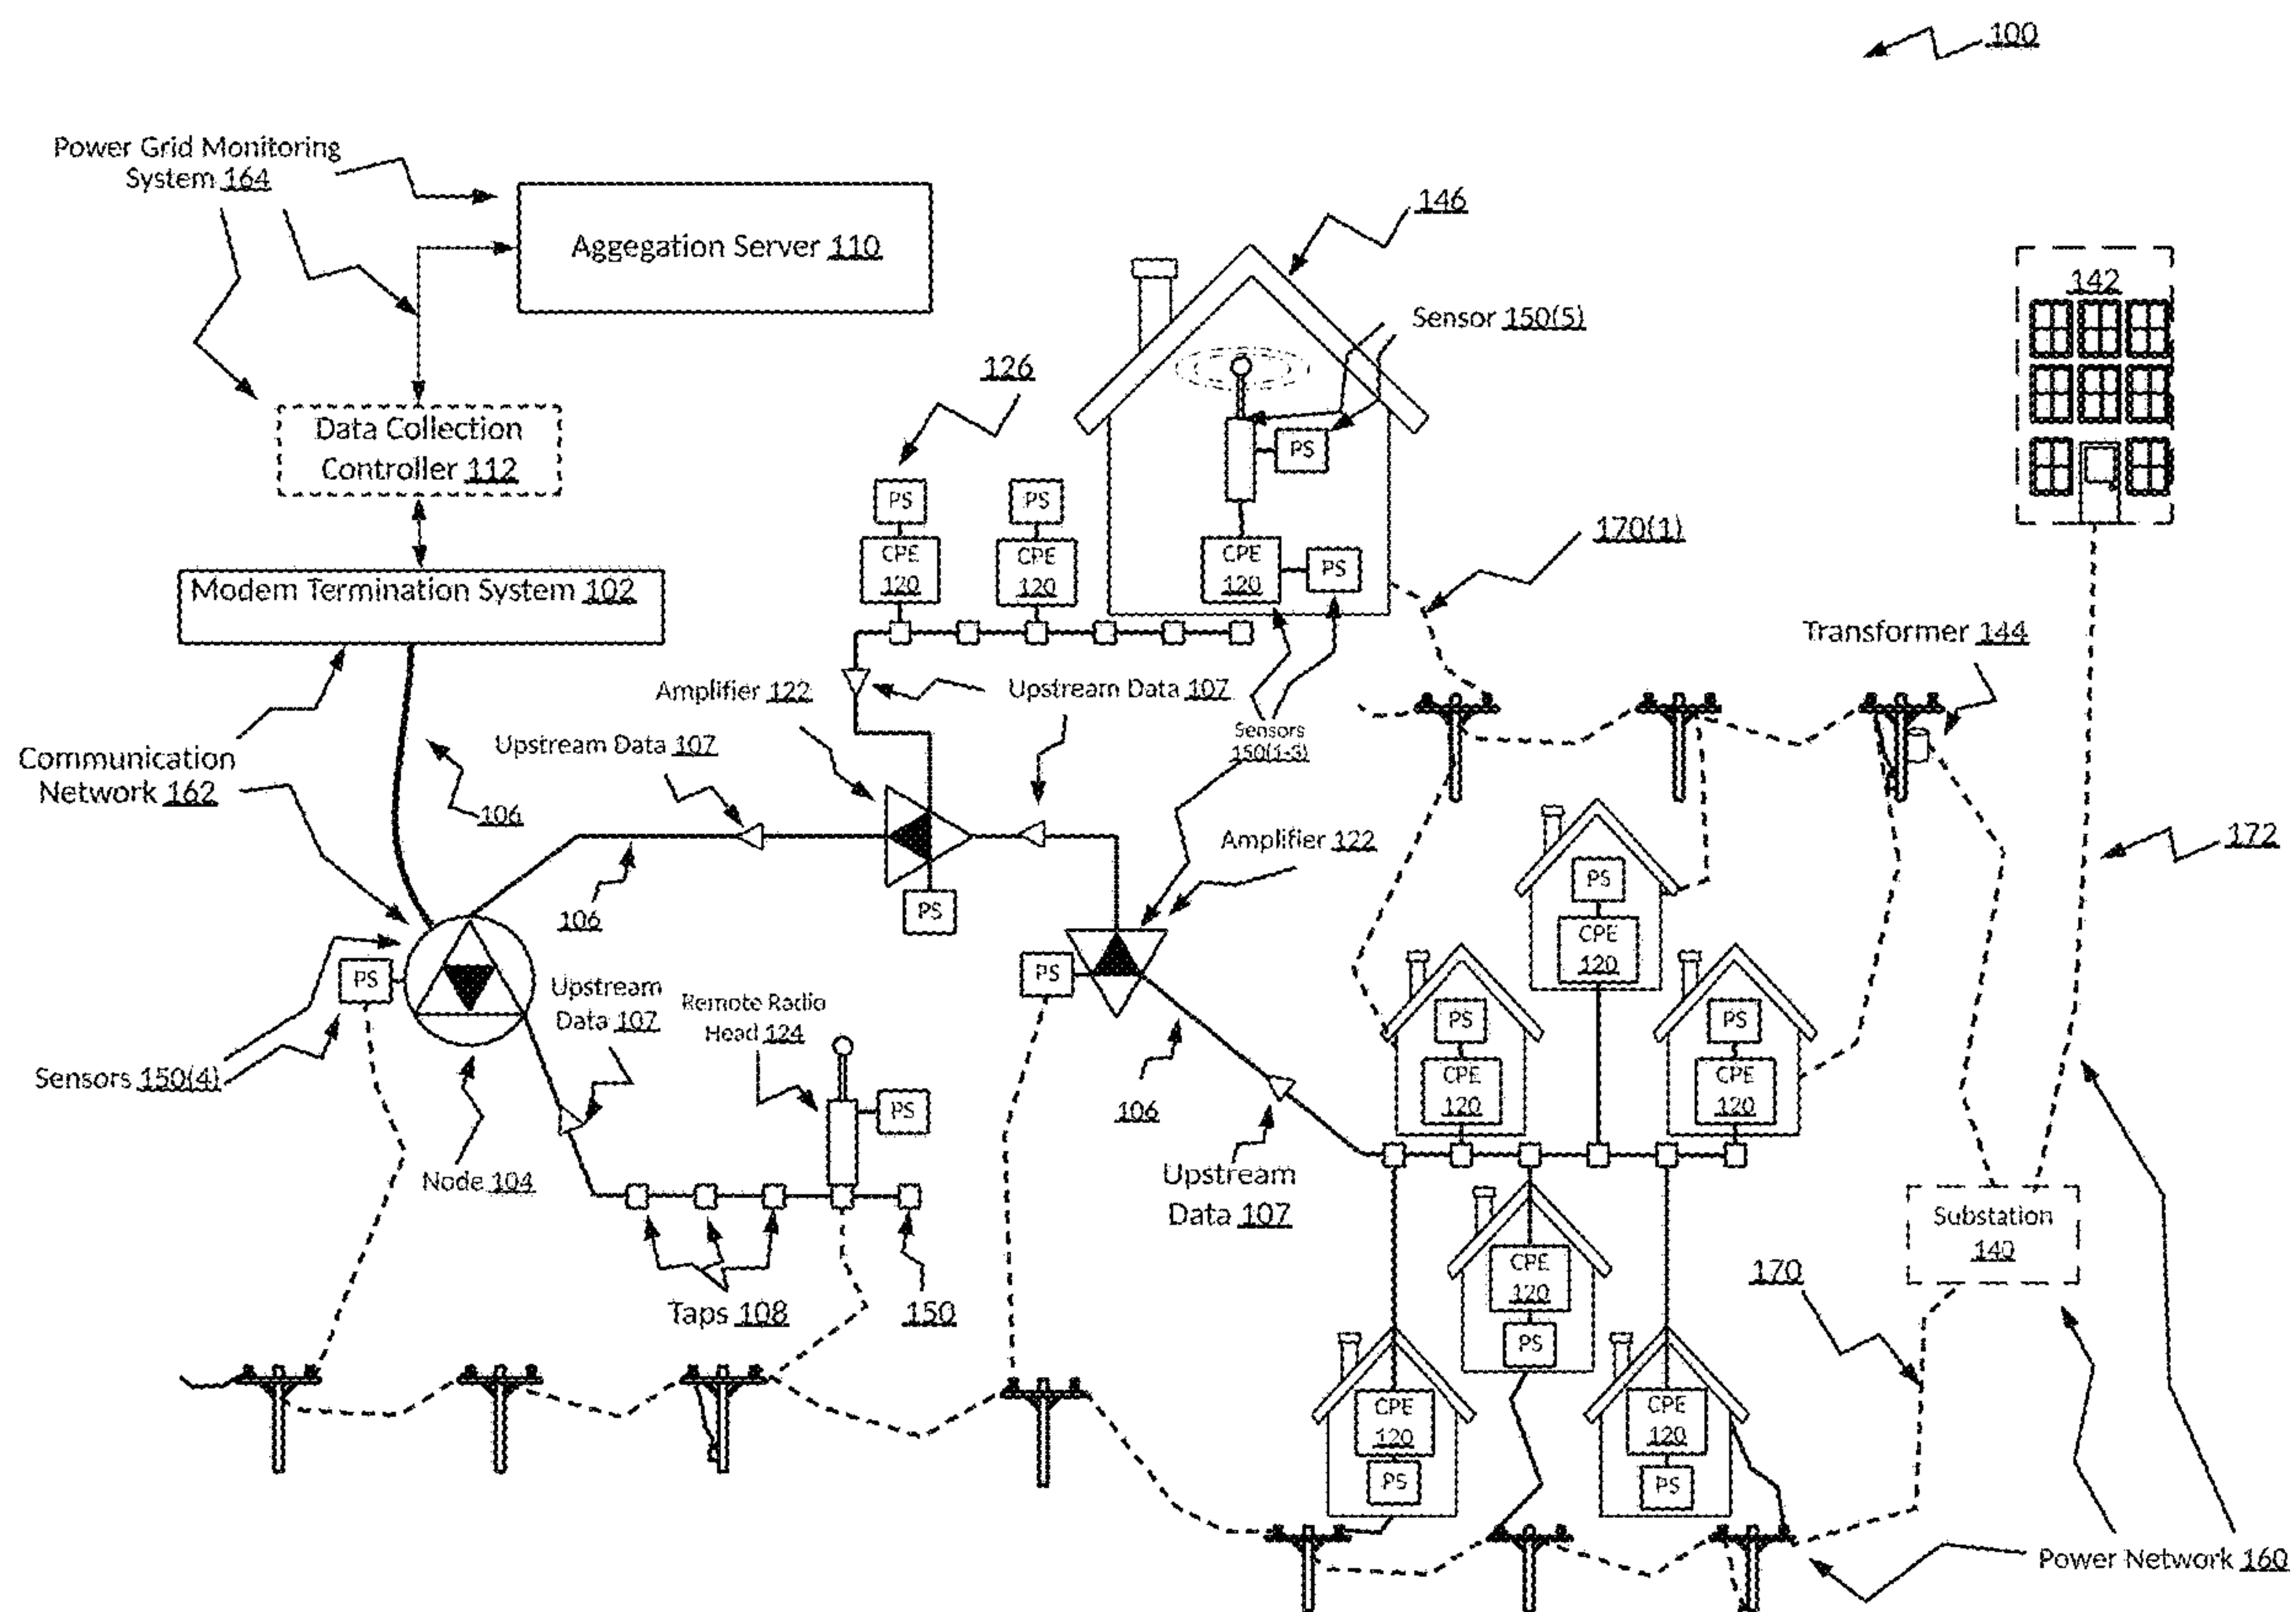 100
Power Grid Monitoring
System 164
Aggegation Server 110
146
142
Sensor 150(5)
126
Data Collection
Controller 112
PS
PS
PS
170(1)
CPE
120
CPE
120
CPE
120
PS
Modem Termination System 102
Transformer 144
Amplifier 122
Upstream Data 107
Sensors
150(1-3)
Upstream Data 107
Communication
Network 162
106
Amplifier 122
172
PS
CPE
120
106
PS
PS
PS
Upstream
Data 107
Remote Radio
Head 124
PS
CPE
120
PS
CPE
120
Sensors 150(4)
PS
106
Node 104
Upstream
Data 107
Substation
140
CPE
120
PS
170
Taps 108
150
CPE
120
PS
CPE
120
PS
Power Network 160